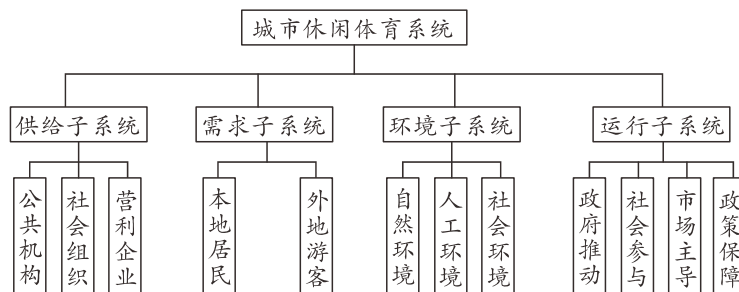 城市休闲体育系统
供给子系统
需求子系统
环境子系统
运行子系统
公共机构
社会组织
营利企业
本地居民
外地游客
自然环境
人工环境
社会环境
政府推动
社会参与
市场主导
政策保障